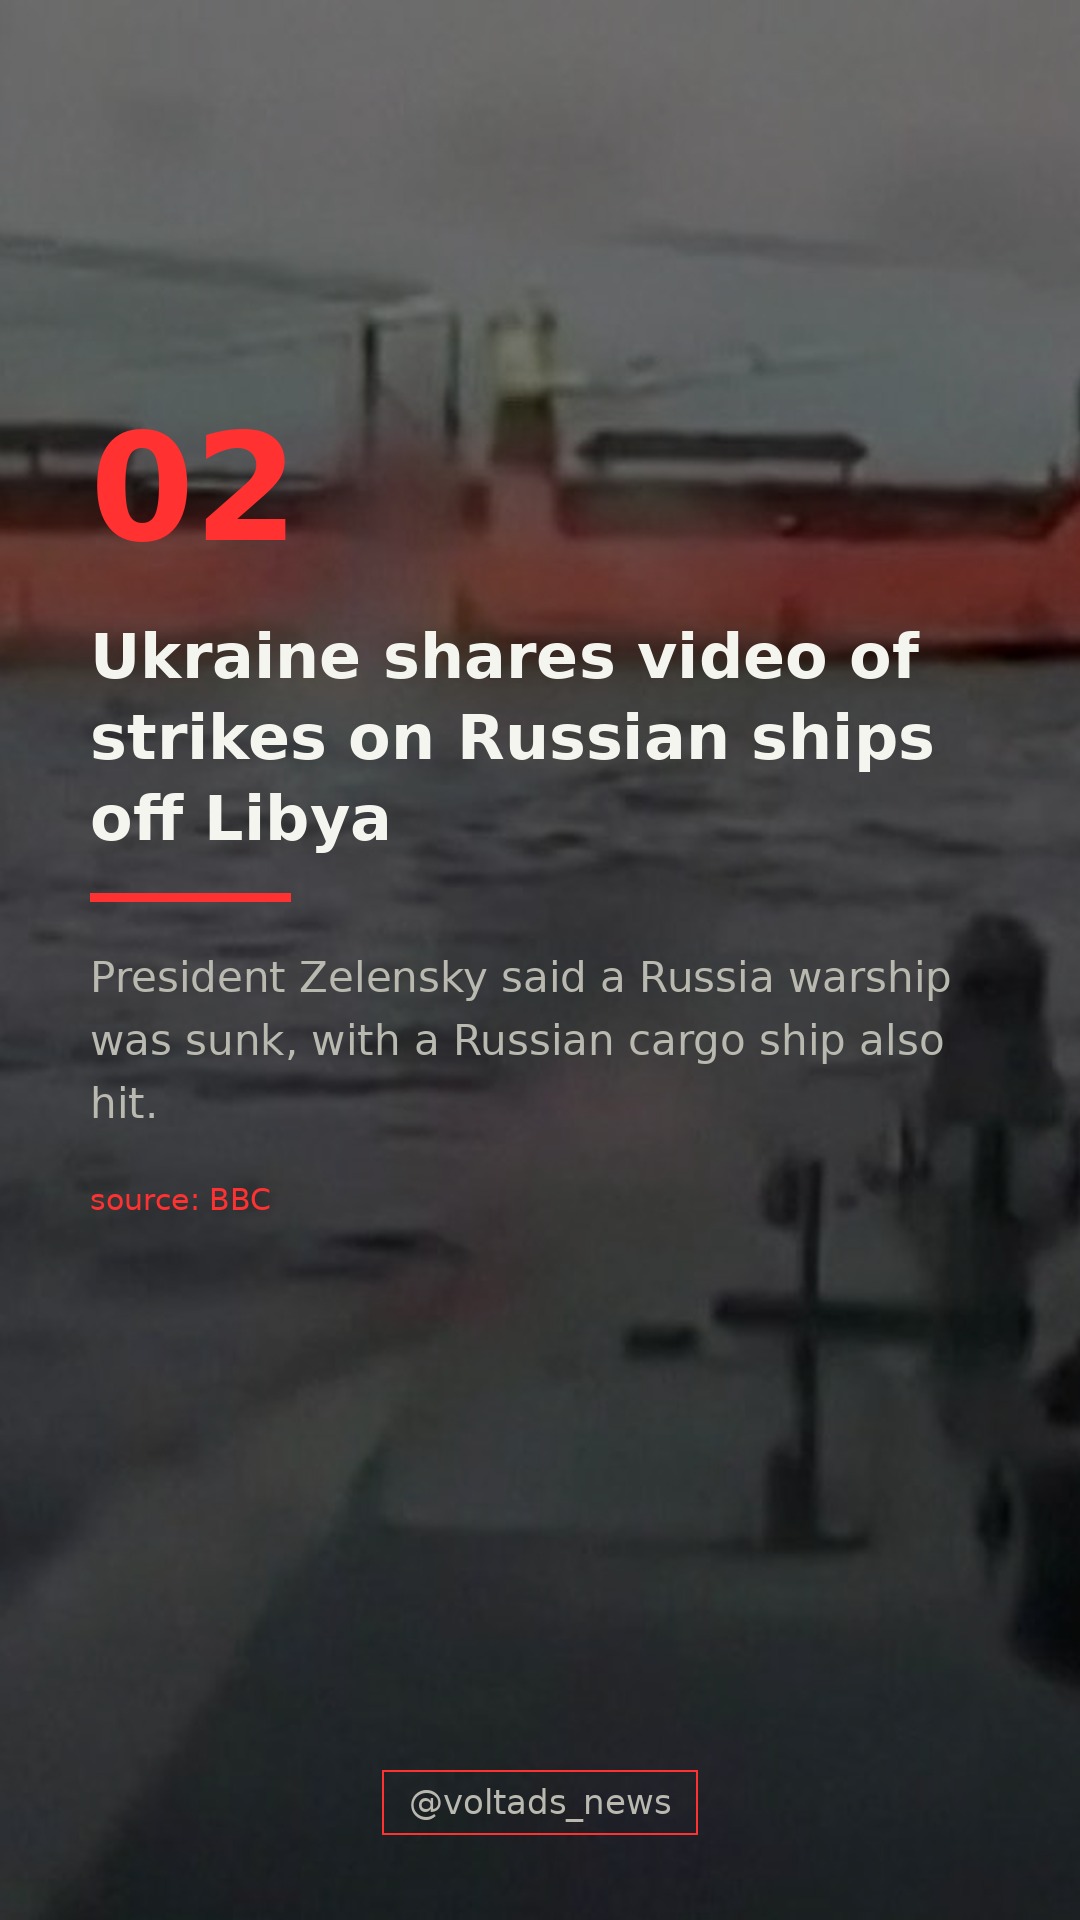 02
Ukraine shares video of
strikes on Russian ships
off Libya
President Zelensky said a Russia warship
was sunk, with a Russian cargo ship also
hit.
source: BBC
@voltads_news